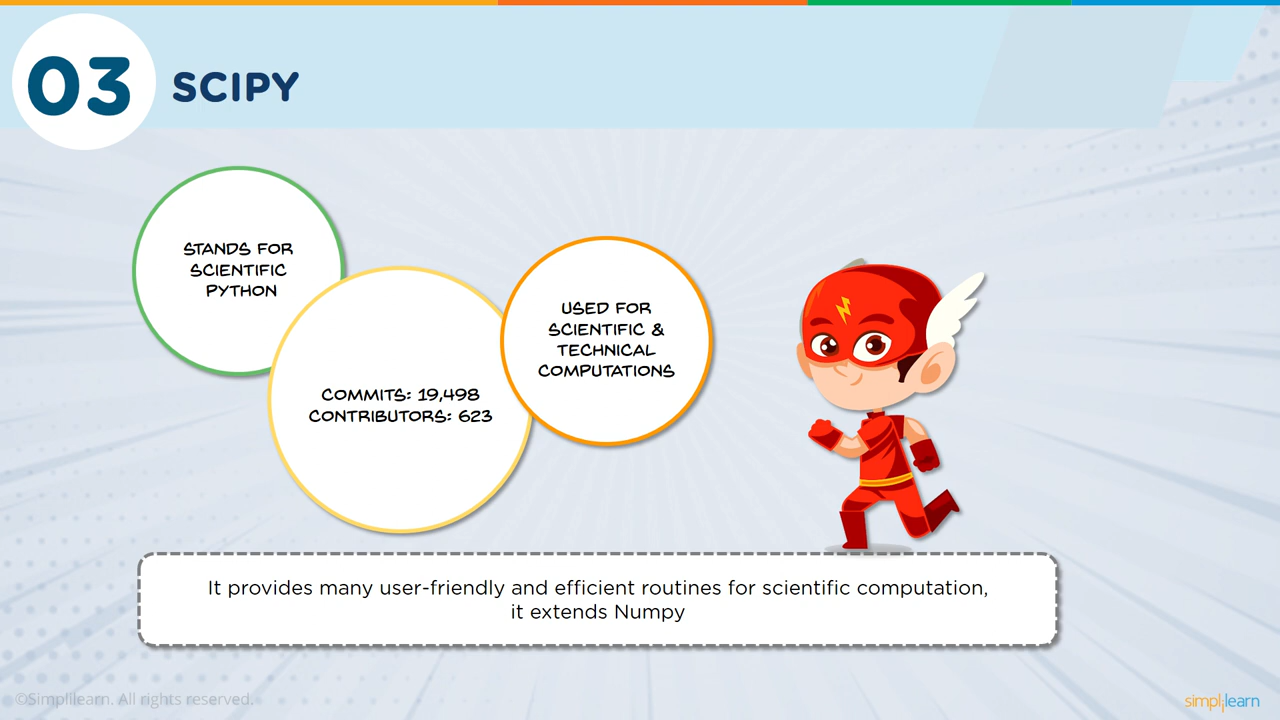 03
SCIPY
STANDS FOR
SCIENTIFIC
PYTHON
COMMITS: 19,498
CONTRIBUTORS: 623
USED FOR
SCIENTIFIC &
TECHNICAL
COMPUTATIONS
It provides many user-friendly and efficient routines for scientific computation,
it extends Numpy
©Simplilearn. All rights reserved.
simplilearn